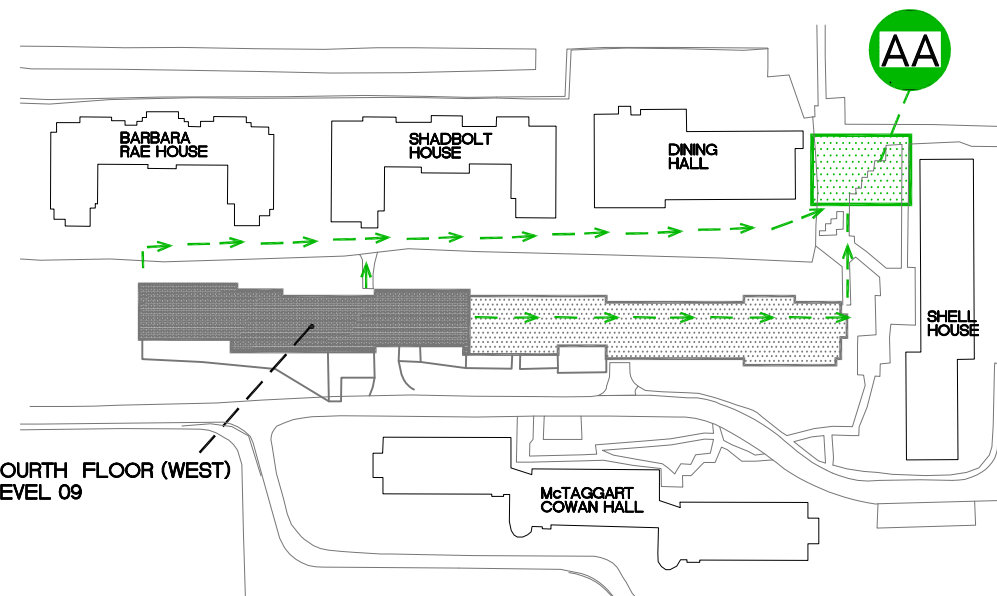 AA
BARBARA
RAE HOUSE
SHADBOLT
HOUSE
DINING
HALL
SHELL
HOUSE
OURTH FLOOR (WEST)
EVEL 09
McTAGGART
COWAN HALL